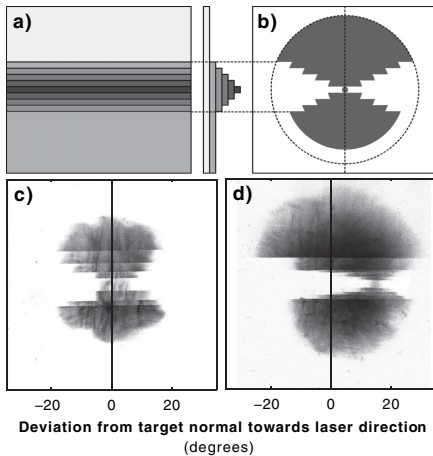 a)
b)
c)
d)
−20 0 20 −20 0 20
Deviation from target normal towards laser direction
(degrees)